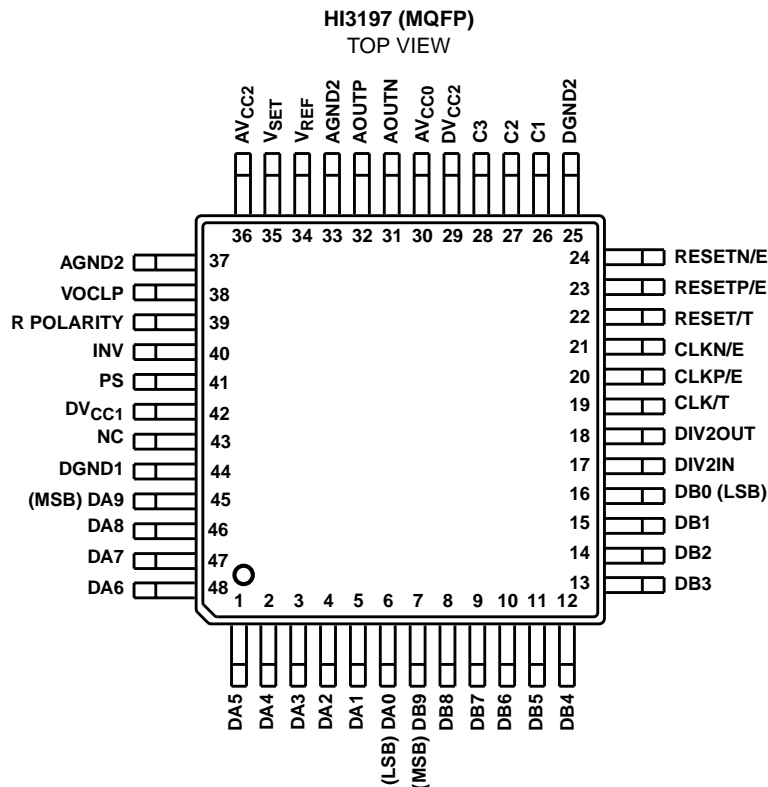 HI3197 (MQFP)
TOP VIEW
AVCC2
VSET
VREF
AGND2
AOUTP
AOUTN
AVCC0
DVCC2
C3
C2
C1
DGND2
36 35 34 33 32 31 30 29 28 27 26 25
AGND2 37
VOCLP 38
R POLARITY 39
INV 40
PS 41
DVCC1 42
NC 43
DGND1 44
(MSB) DA9 45
DA8 46
DA7 47
DA6 48
24 RESETN/E
23 RESETP/E
22 RESET/T
21 CLKN/E
20 CLKP/E
19 CLK/T
18 DIV2OUT
17 DIV2IN
16 DB0 (LSB)
15 DB1
14 DB2
13 DB3
1 2 3 4 5 6 7 8 9 10 11 12
DA5
DA4
DA3
DA2
DA1
(LSB) DA0
(MSB) DB9
DB8
DB7
DB6
DB5
DB4